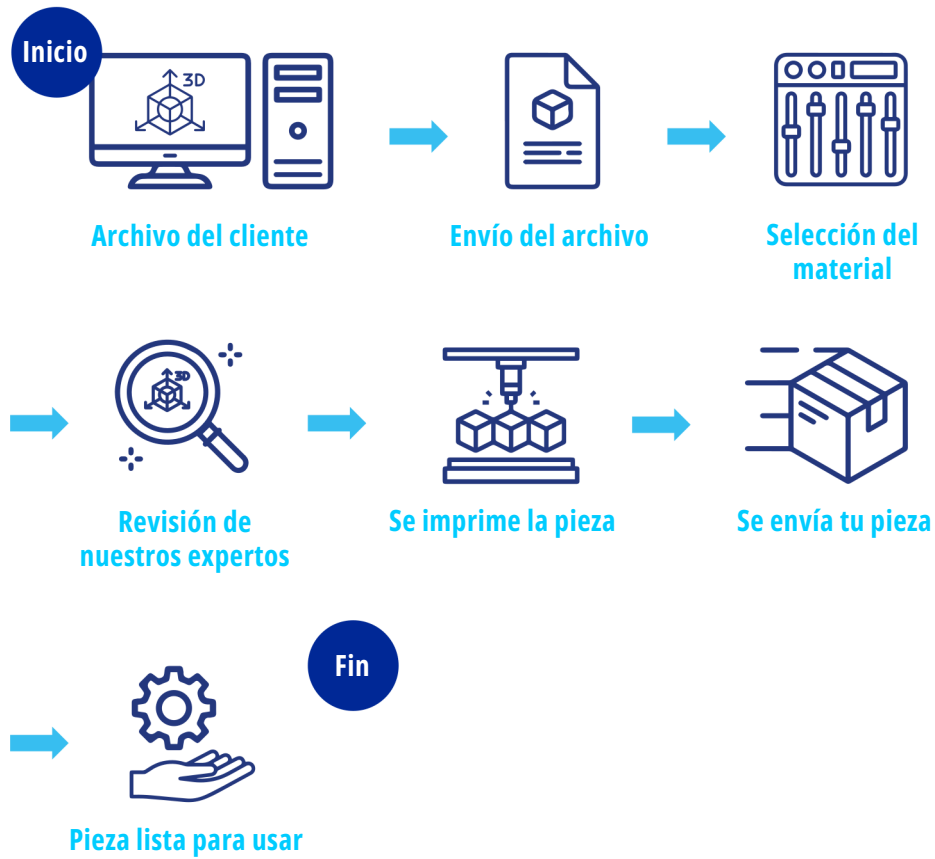 Inicio
3D
Archivo del cliente
Envío del archivo
Selección del
material
3D
Revisión de
nuestros expertos
Se imprime la pieza
Se envía tu pieza
Fin
Pieza lista para usar